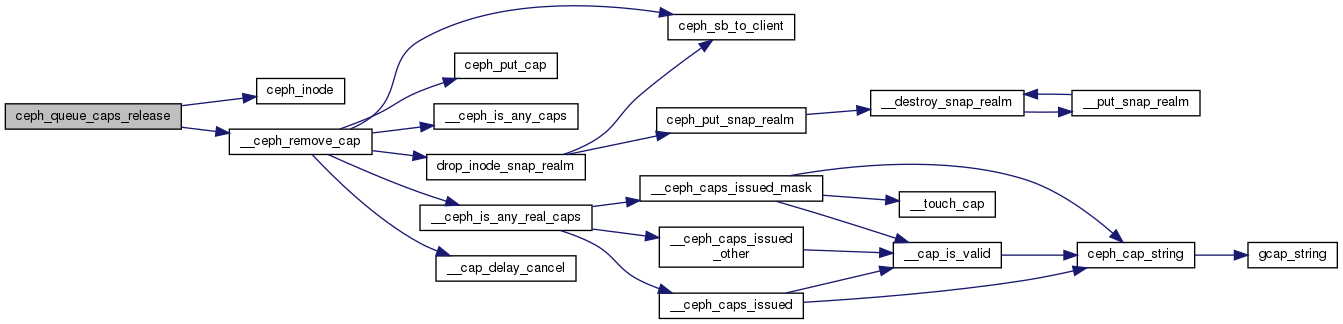 ceph_queue_caps_release
ceph_inode
__ceph_remove_cap
ceph_sb_to_client
ceph_put_cap
__ceph_is_any_caps
drop_inode_snap_realm
ceph_put_snap_realm
__destroy_snap_realm
__put_snap_realm
__ceph_is_any_real_caps
__ceph_caps_issued_mask
__touch_cap
__ceph_caps_issued
_other
__cap_is_valid
ceph_cap_string
gcap_string
__ceph_caps_issued
__cap_delay_cancel